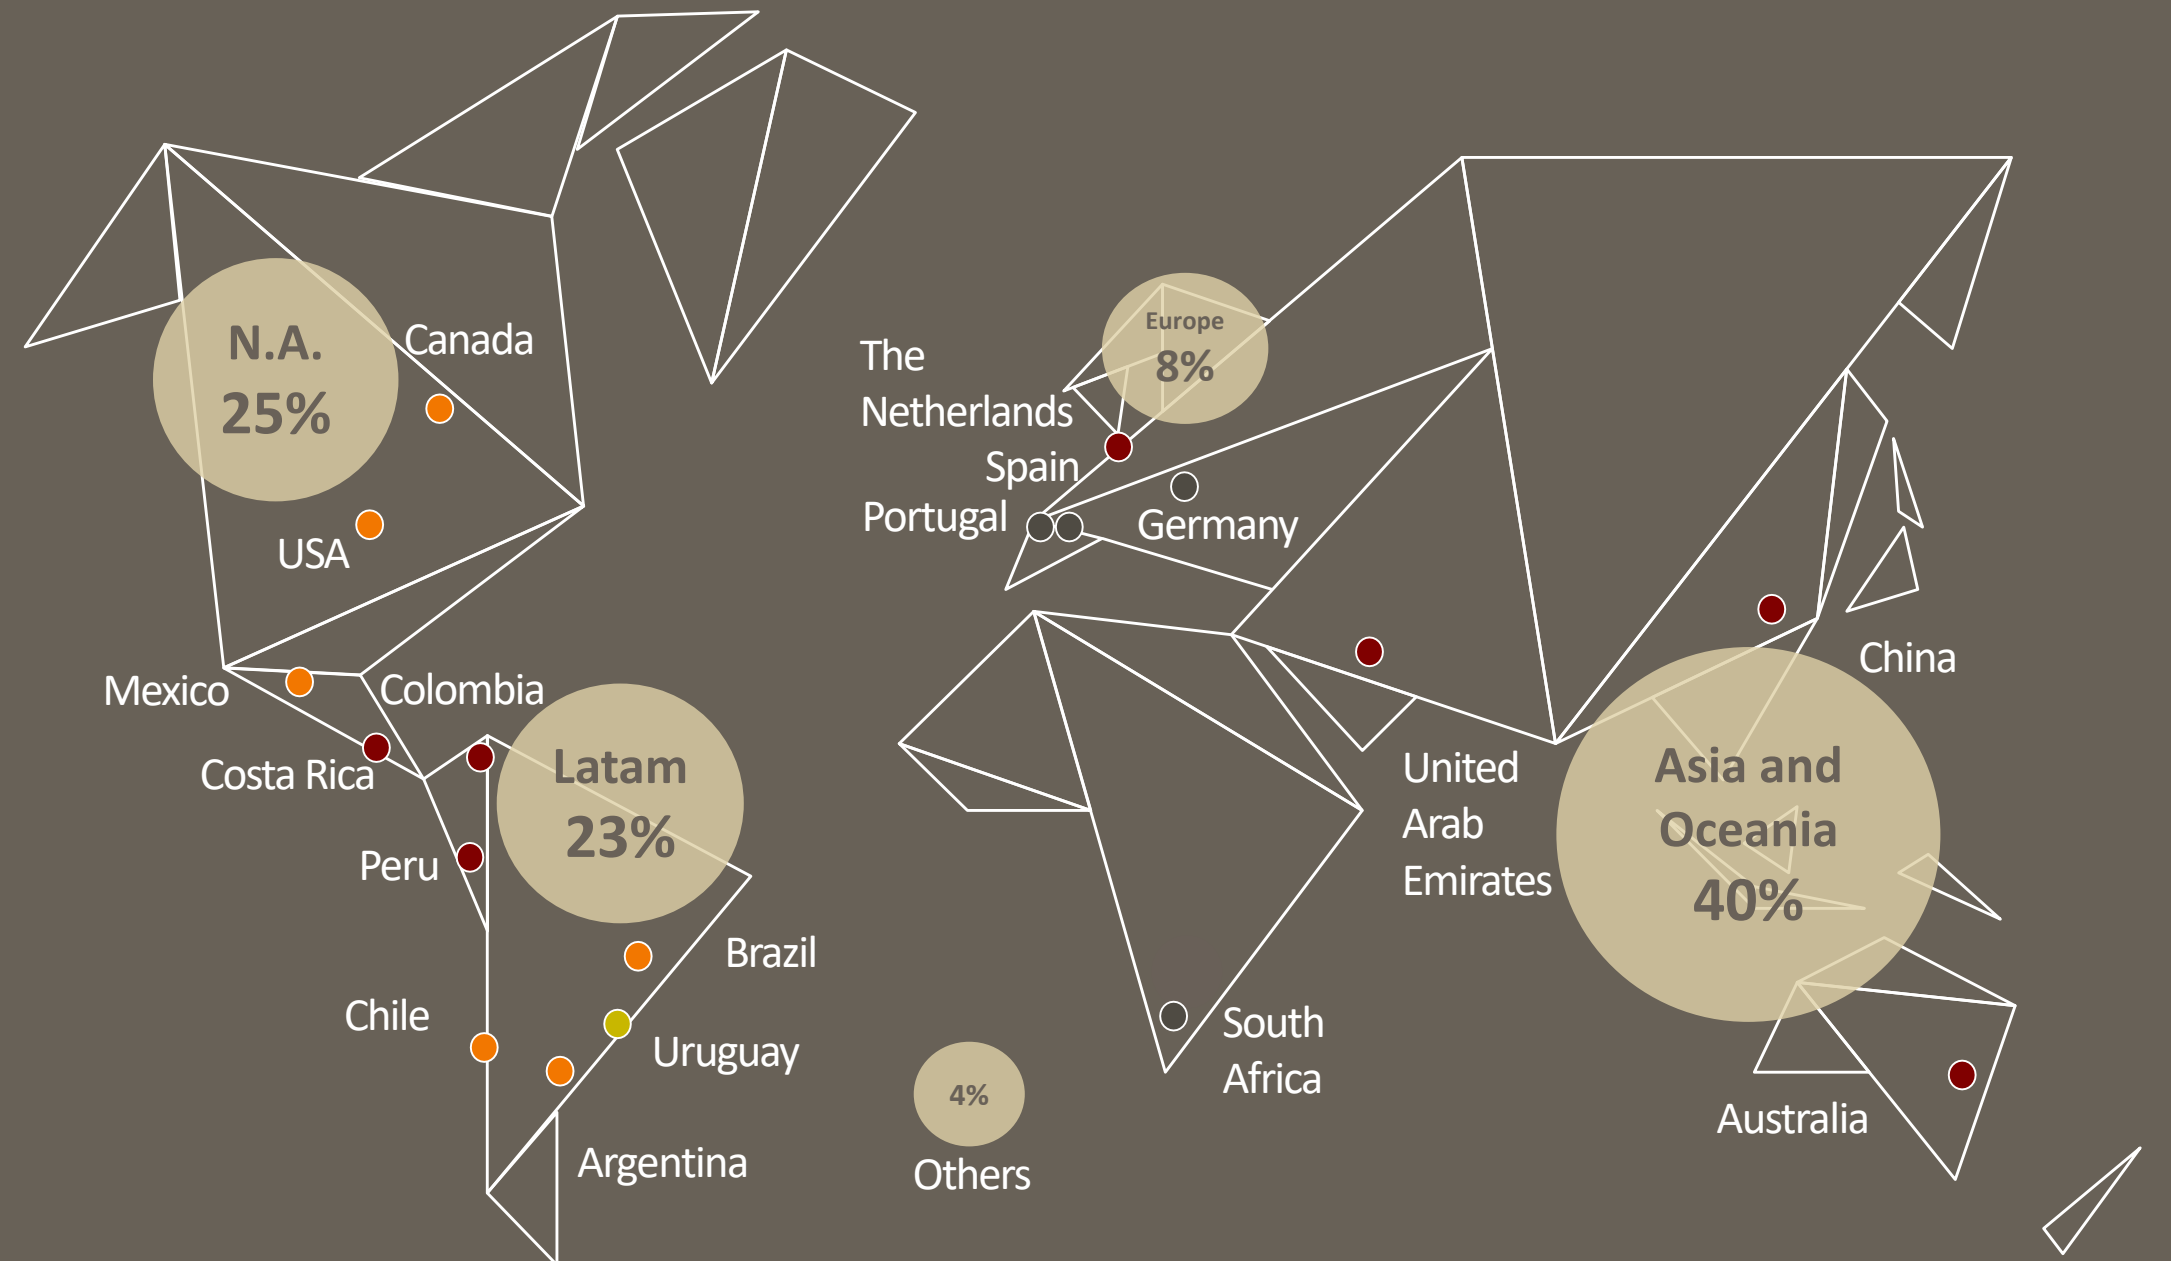 N.A.
25%
Canada
USA
Mexico
Colombia
Costa Rica
Latam
23%
Peru
Brazil
Chile
Uruguay
Argentina
Europe
8%
The
Netherlands
Spain
Portugal
Germany
South
Africa
4%
Others
United
Arab
Emirates
China
Asia and
Oceania
40%
Australia